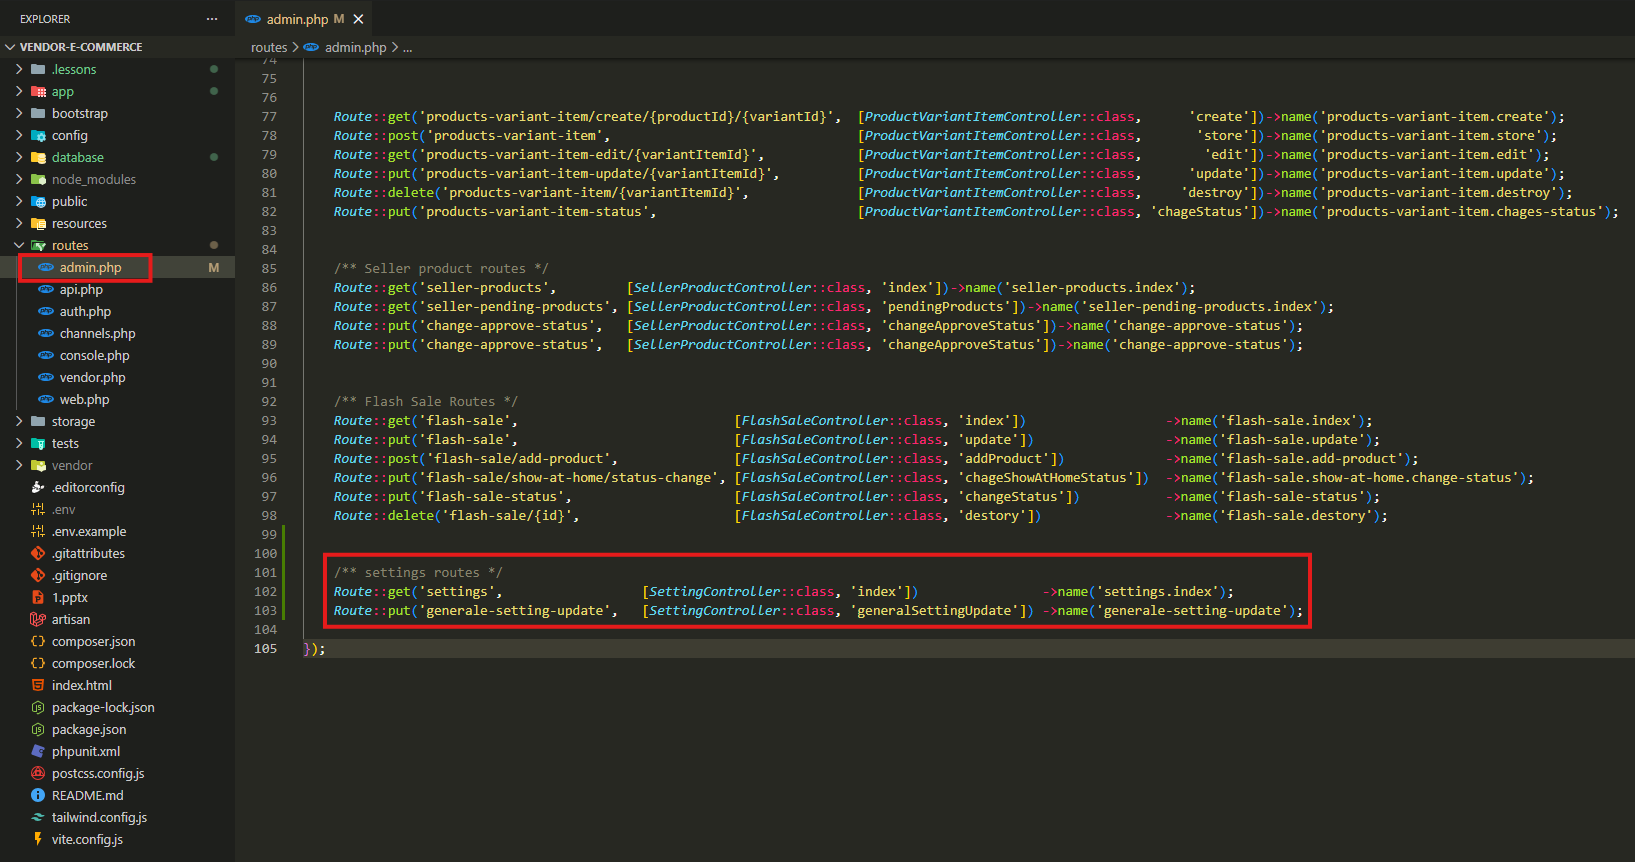 EXPLORER
···
VENDOR-E-COMMERCE
.lessons
app
bootstrap
config
database
node_modules
public
resources
routes
admin.php M
api.php
auth.php
channels.php
console.php
vendor.php
web.php
storage
tests
vendor
.editorconfig
.env
.env.example
.gitattributes
.gitignore
1.pptx
artisan
composer.json
composer.lock
index.html
package-lock.json
package.json
phpunit.xml
postcss.config.js
README.md
tailwind.config.js
vite.config.js
admin.php M
routes > admin.php > ...
74
75
76
77 Route::get('products-variant-item/create/{productId}/{variantId}', [ProductVariantItemController::class, 'create'])->name('products-variant-item.create');
78 Route::post('products-variant-item', [ProductVariantItemController::class, 'store'])->name('products-variant-item.store');
79 Route::get('products-variant-item-edit/{variantItemId}', [ProductVariantItemController::class, 'edit'])->name('products-variant-item.edit');
80 Route::put('products-variant-item-update/{variantItemId}', [ProductVariantItemController::class, 'update'])->name('products-variant-item.update');
81 Route::delete('products-variant-item/{variantItemId}', [ProductVariantItemController::class, 'destroy'])->name('products-variant-item.destroy');
82 Route::put('products-variant-item-status', [ProductVariantItemController::class, 'chageStatus'])->name('products-variant-item.chages-status');
83
84
85 /** Seller product routes */
86 Route::get('seller-products', [SellerProductController::class, 'index'])->name('seller-products.index');
87 Route::get('seller-pending-products', [SellerProductController::class, 'pendingProducts'])->name('seller-pending-products.index');
88 Route::put('change-approve-status', [SellerProductController::class, 'changeApproveStatus'])->name('change-approve-status');
89 Route::put('change-approve-status', [SellerProductController::class, 'changeApproveStatus'])->name('change-approve-status');
90
91
92 /** Flash Sale Routes */
93 Route::get('flash-sale', [FlashSaleController::class, 'index']) ->name('flash-sale.index');
94 Route::put('flash-sale', [FlashSaleController::class, 'update']) ->name('flash-sale.update');
95 Route::post('flash-sale/add-product', [FlashSaleController::class, 'addProduct']) ->name('flash-sale.add-product');
96 Route::put('flash-sale/show-at-home/status-change', [FlashSaleController::class, 'chageShowAtHomeStatus']) ->name('flash-sale.show-at-home.change-status');
97 Route::put('flash-sale-status', [FlashSaleController::class, 'changeStatus']) ->name('flash-sale-status');
98 Route::delete('flash-sale/{id}', [FlashSaleController::class, 'destory']) ->name('flash-sale.destory');
99
100
101 /** settings routes */
102 Route::get('settings', [SettingController::class, 'index']) ->name('settings.index');
103 Route::put('generale-setting-update', [SettingController::class, 'generalSettingUpdate']) ->name('generale-setting-update');
104
105 });